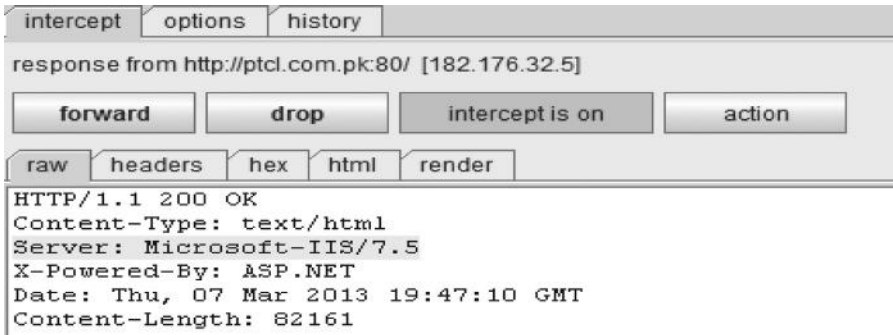 intercept options history
response from http://ptcl.com.pk:80/ [182.176.32.5]
forward drop intercept is on action
raw headers hex html render
HTTP/1.1 200 OK
Content-Type: text/html
Server: Microsoft-IIS/7.5
X-Powered-By: ASP.NET
Date: Thu, 07 Mar 2013 19:47:10 GMT
Content-Length: 82161